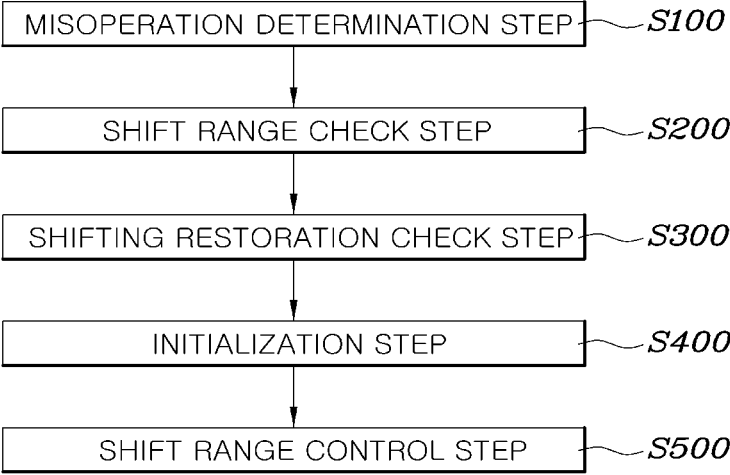 MISOPERATION DETERMINATION STEP S100
SHIFT RANGE CHECK STEP S200
SHIFTING RESTORATION CHECK STEP S300
INITIALIZATION STEP S400
SHIFT RANGE CONTROL STEP S500